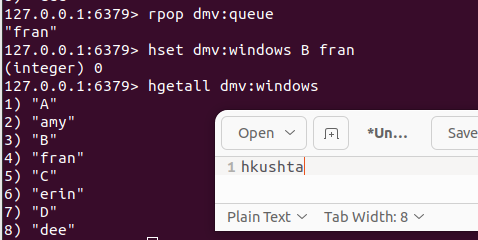 127.0.0.1:6379> rpop dmv:queue
"fran"
127.0.0.1:6379> hset dmv:windows B fran
(integer) 0
127.0.0.1:6379> hgetall dmv:windows
1) "A"
2) "amy"
3) "B"
4) "fran"
5) "C"
6) "erin"
7) "D"
8) "dee"
Open
*Un...
Save
1 hkushta
Plain Text
Tab Width: 8